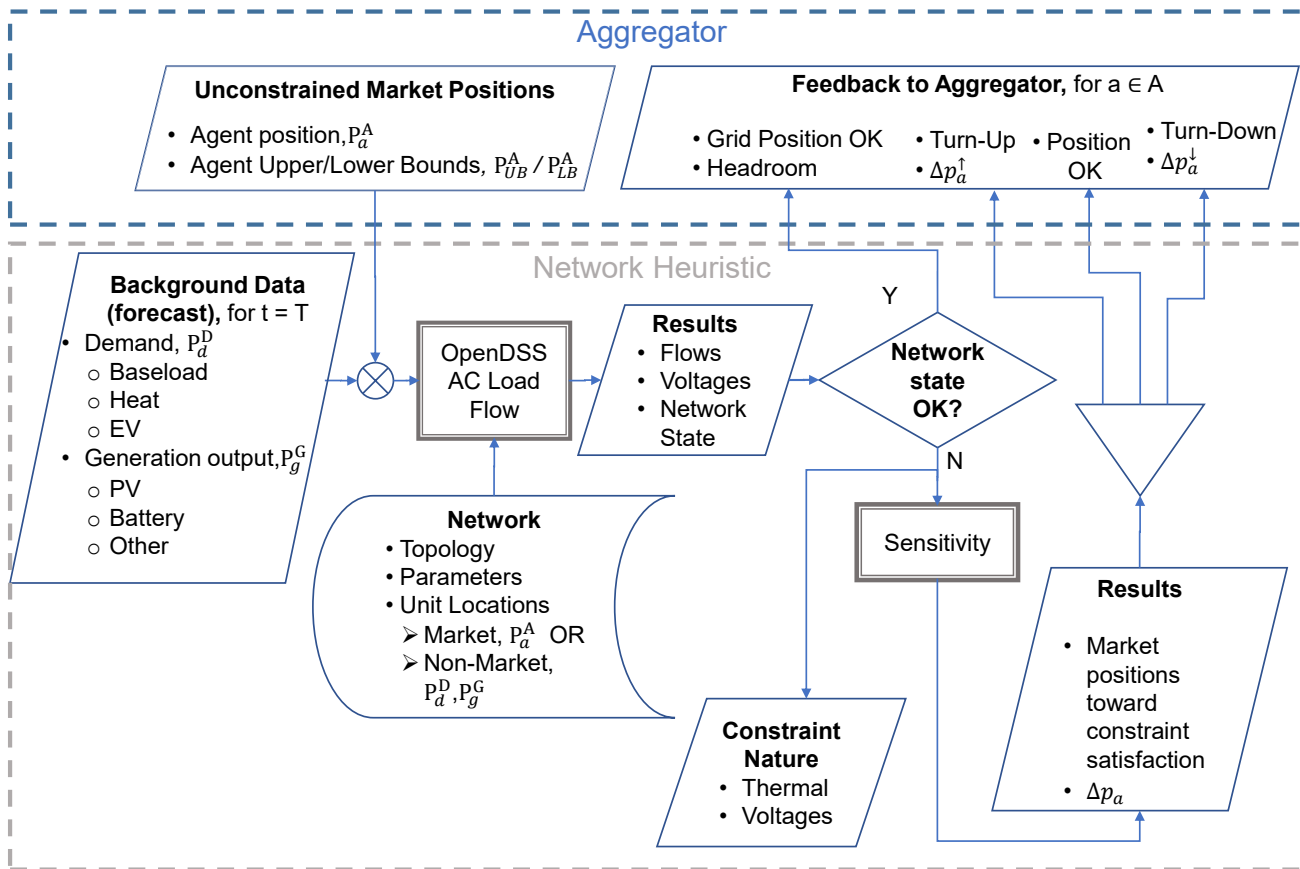 Aggregator
Unconstrained Market Positions
• Agent position,P_a^A
• Agent Upper/Lower Bounds, P_UB^A / P_LB^A
Feedback to Aggregator, for a ∈ A
• Grid Position OK
• Headroom
• Turn-Up
• Δp_a^↑
• Position
OK
• Turn-Down
• Δp_a^↓
Network Heuristic
Background Data
(forecast), for t = T
• Demand, P_d^D
o Baseload
o Heat
o EV
• Generation output,P_g^G
o PV
o Battery
o Other
OpenDSS
AC Load
Flow
Results
• Flows
• Voltages
• Network
State
Y
Network
state
OK?
N
Network
• Topology
• Parameters
• Unit Locations
➢ Market, P_a^A OR
➢ Non-Market,
P_d^D,P_g^G
Sensitivity
Constraint
Nature
• Thermal
• Voltages
Results
• Market
positions
toward
constraint
satisfaction
• Δp_a